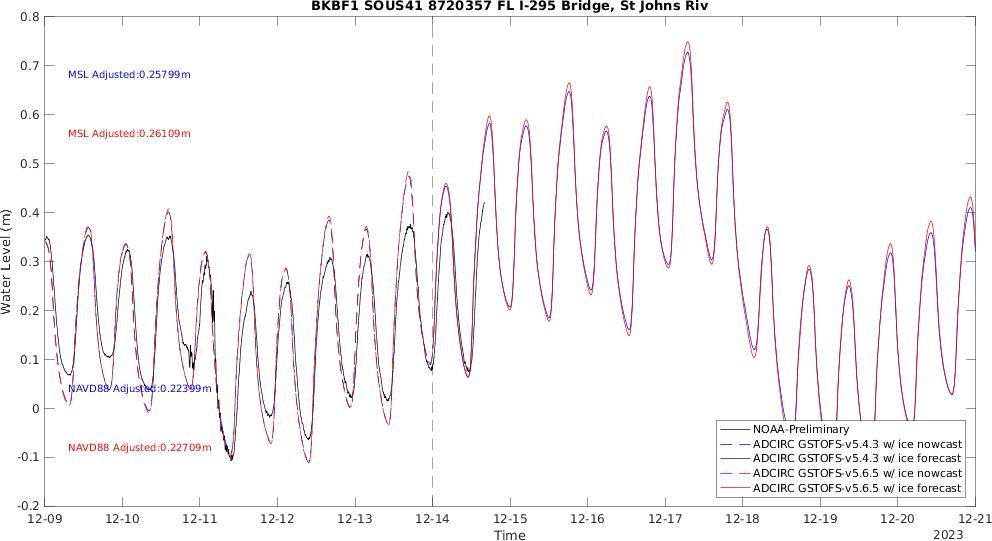 BKBF1 SOUS41 8720357 FL I-295 Bridge, St Johns Riv
0.8
0.7
0.6
0.5
0.4
0.3
0.2
0.1
0
-0.1
-0.2
Water Level (m)
MSL Adjusted:0.25799m
MSL Adjusted:0.26109m
NAVD88 Adjusted:0.22399m
NAVD88 Adjusted:0.22709m
NOAA-Preliminary
ADCIRC GSTOFS-v5.4.3 w/ ice nowcast
ADCIRC GSTOFS-v5.4.3 w/ ice forecast
ADCIRC GSTOFS-v5.6.5 w/ ice nowcast
ADCIRC GSTOFS-v5.6.5 w/ ice forecast
12-09 12-10 12-11 12-12 12-13 12-14 12-15 12-16 12-17 12-18 12-19 12-20 12-21
Time
2023